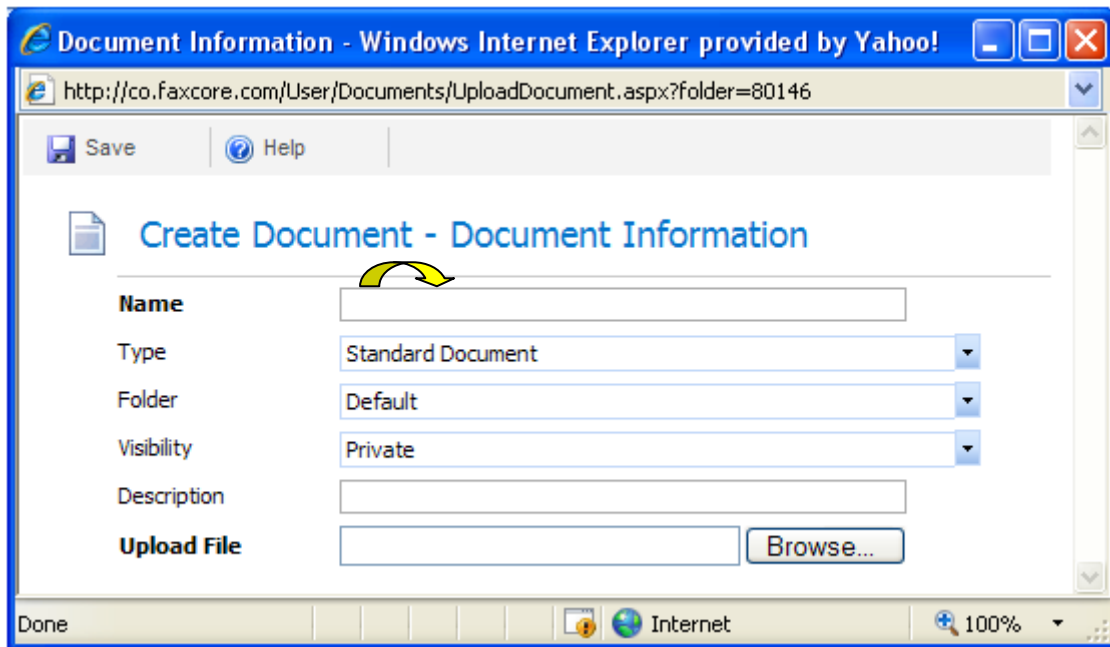 Document Information - Windows Internet Explorer provided by Yahoo!
http://co.faxcore.com/User/Documents/UploadDocument.aspx?folder=80146
Save Help
Create Document - Document Information
Name
Type Standard Document
Folder Default
Visibility Private
Description
Upload File Browse...
Done Internet 100%